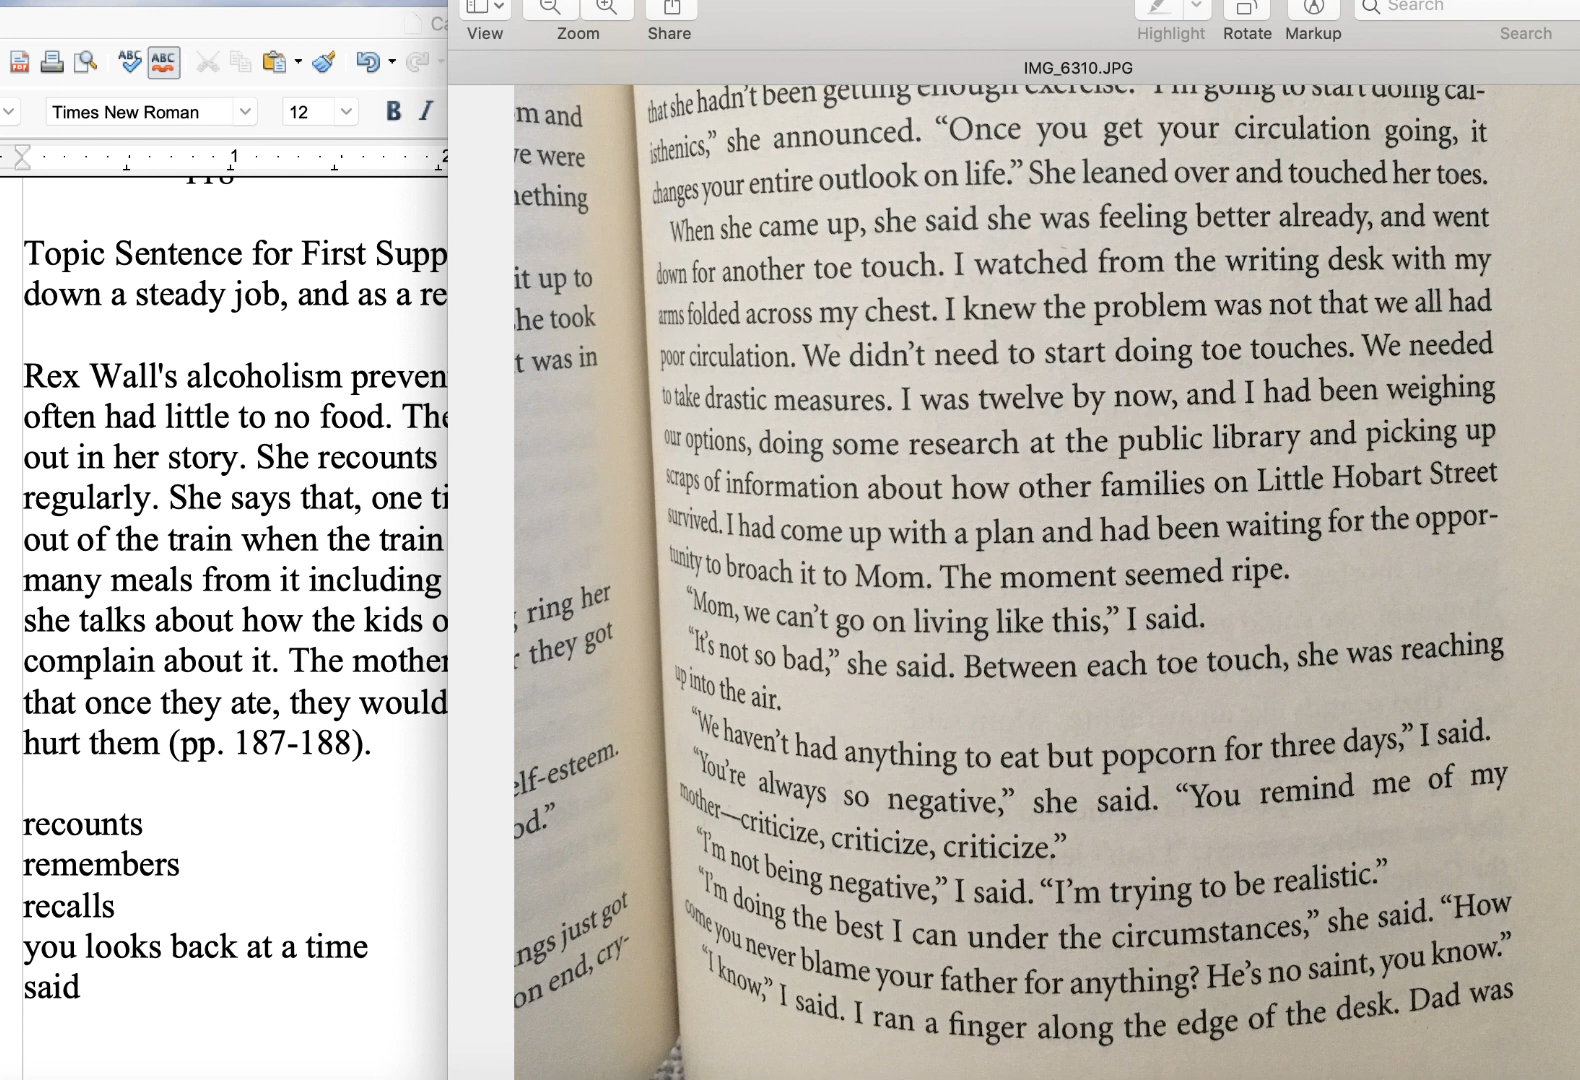 View
Zoom
Share
Highlight
Rotate
Markup
Search
Search
IMG_6310.JPG
ABC
ABC
Times New Roman
12
B I
1
2
Topic Sentence for First Supp
down a steady job, and as a re
Rex Wall's alcoholism preven
often had little to no food. The
out in her story. She recounts
regularly. She says that, one ti
out of the train when the train
many meals from it including
she talks about how the kids o
complain about it. The mother
that once they ate, they would
hurt them (pp. 187-188).
recounts
remembers
recalls
you looks back at a time
said
m and
e were
ething
it up to
he took
t was in
ring her
they got
elf-esteem.
od.”
ngs just got
on end, cry-
that she hadn’t been getting enough exercise. “I’m going to start doing cal-
isthenics,” she announced. “Once you get your circulation going, it
changes your entire outlook on life.” She leaned over and touched her toes.
When she came up, she said she was feeling better already, and went
down for another toe touch. I watched from the writing desk with my
arms folded across my chest. I knew the problem was not that we all had
poor circulation. We didn’t need to start doing toe touches. We needed
to take drastic measures. I was twelve by now, and I had been weighing
our options, doing some research at the public library and picking up
scraps of information about how other families on Little Hobart Street
survived. I had come up with a plan and had been waiting for the oppor-
tunity to broach it to Mom. The moment seemed ripe.
“Mom, we can’t go on living like this,” I said.
“It’s not so bad,” she said. Between each toe touch, she was reaching
up into the air.
“We haven’t had anything to eat but popcorn for three days,” I said.
“You’re always so negative,” she said. “You remind me of my
mother—criticize, criticize, criticize.”
“I’m not being negative,” I said. “I’m trying to be realistic.”
“I’m doing the best I can under the circumstances,” she said. “How
come you never blame your father for anything? He’s no saint, you know.”
“I know,” I said. I ran a finger along the edge of the desk. Dad was